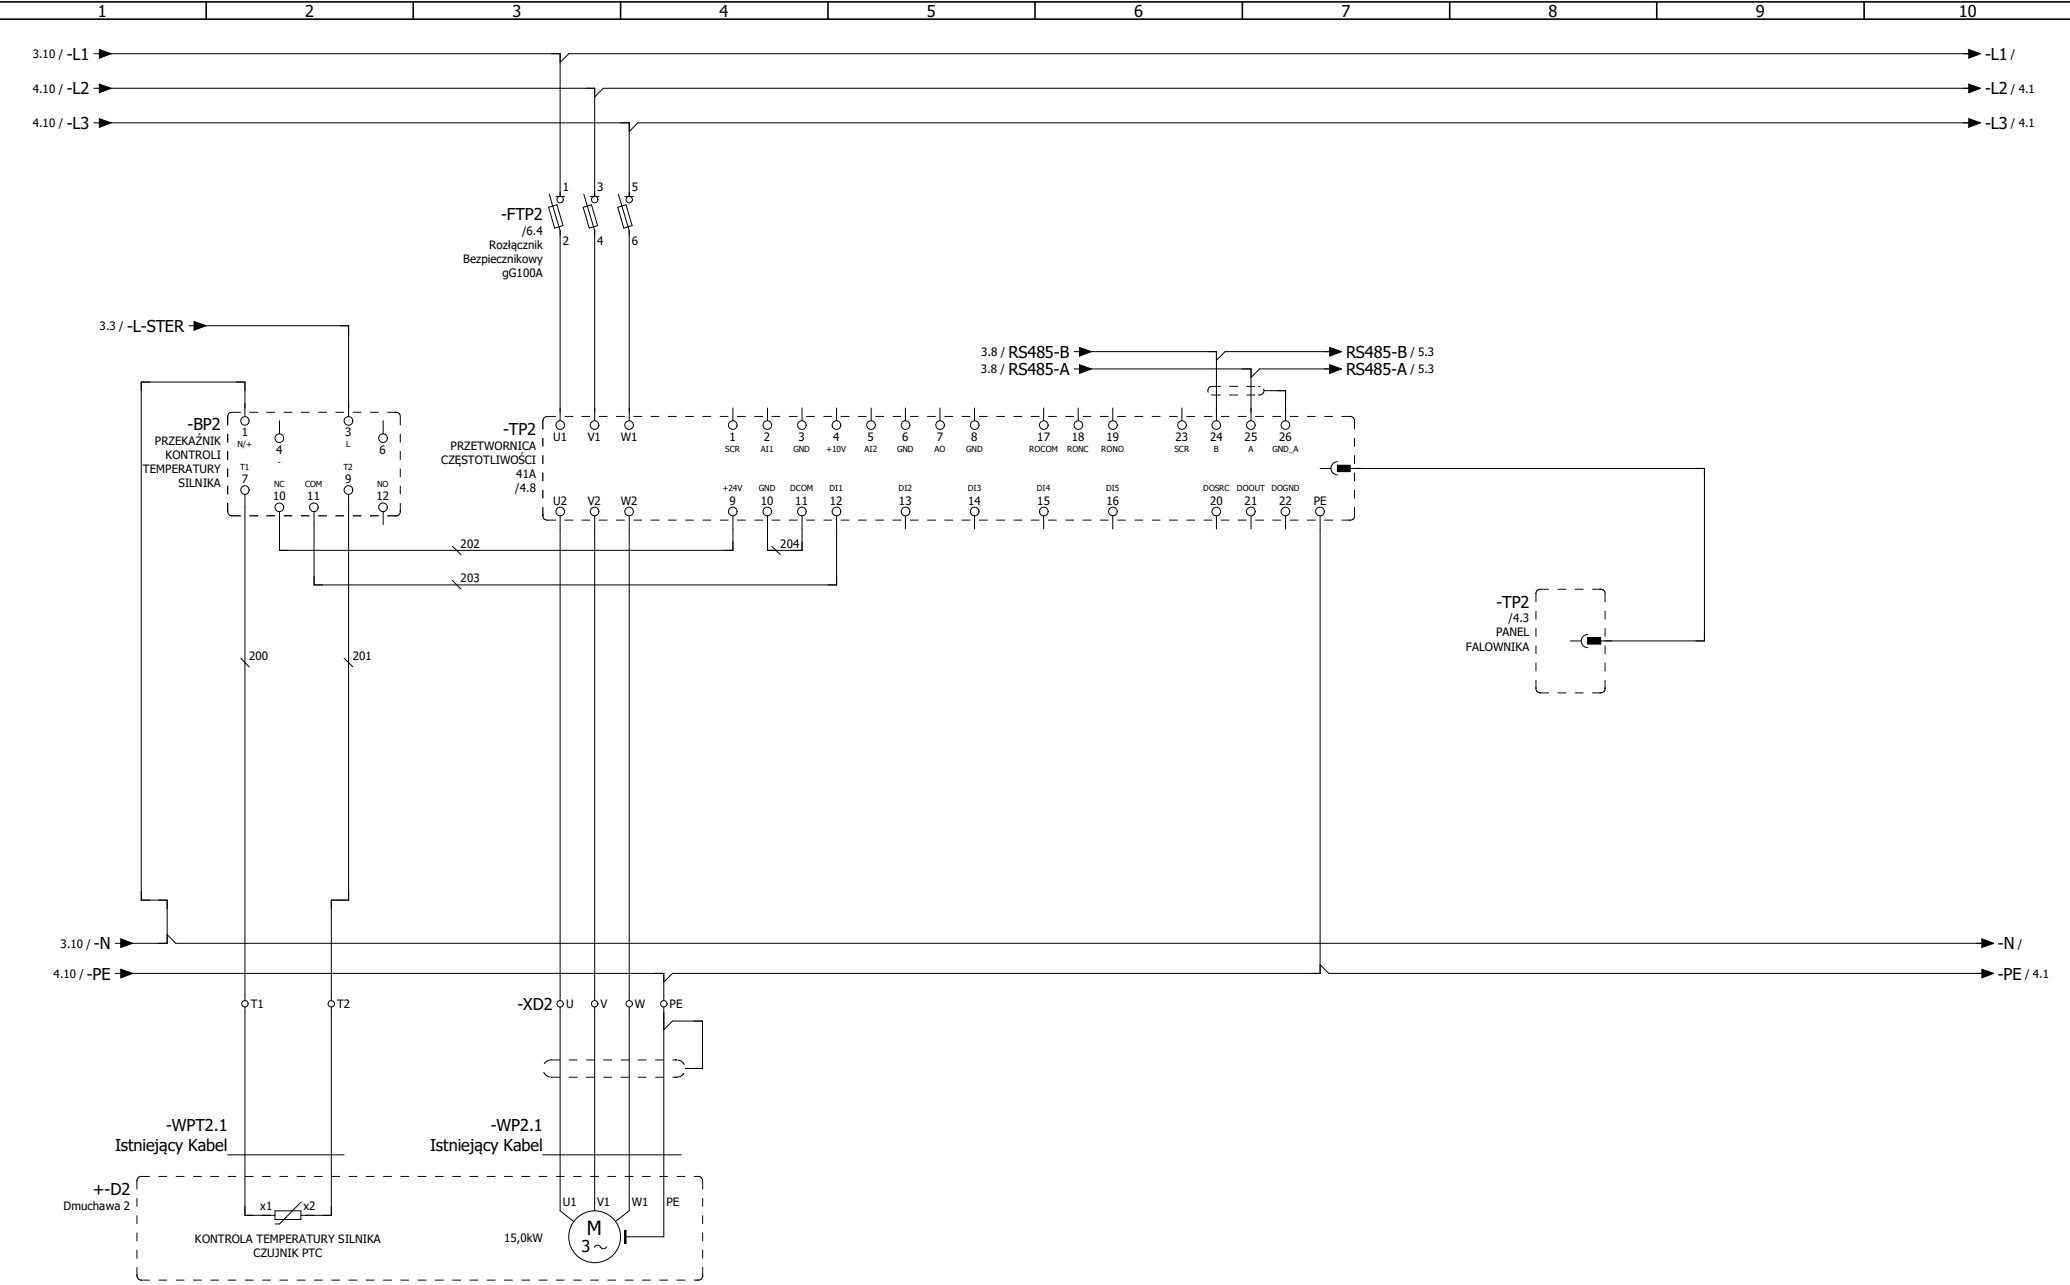 1 2 3 4 5 6 7 8 9 10
3.10 / -L1 -L1 /
4.10 / -L2 -L2 / 4.1
4.10 / -L3 -L3 / 4.1
1 3 5
-FTP2
/6.4
Rozłącznik
Bezpiecznikowy
gG100A
2 4 6
3.3 / -L-STER
3.8 / RS485-B RS485-B / 5.3
3.8 / RS485-A RS485-A / 5.3
-BP2
PRZEKAŹNIK
KONTROLI
TEMPERATURY
SILNIKA
1 3
N/+ L
4 6
-
T1 T2
7 9
NC COM NO
10 11 12
-TP2
PRZETWORNICA
CZĘSTOTLIWOŚCI
41A
/4.8
U1 V1 W1 1 2 3 4 5 6 7 8 17 18 19 23 24 25 26
SCR AI1 GND +10V AI2 GND AO GND ROCOM RONC RONO SCR B A GND_A
+24V GND DCOM DI1 DI2 DI3 DI4 DI5 DOSRC DOOUT DOGND
U2 V2 W2 9 10 11 12 13 14 15 16 20 21 22 PE
202 204
203
-TP2
/4.3
PANEL
FALOWNIKA
200 201
3.10 / -N -N /
4.10 / -PE -PE / 4.1
T1 T2 -XD2 U V W PE
-WPT2.1
Istniejący Kabel
-WP2.1
Istniejący Kabel
+-D2
Dmuchawa 2
x1 x2
KONTROLA TEMPERATURY SILNIKA
CZUJNIK PTC
U1 V1 W1 PE
15,0kW
M
3~